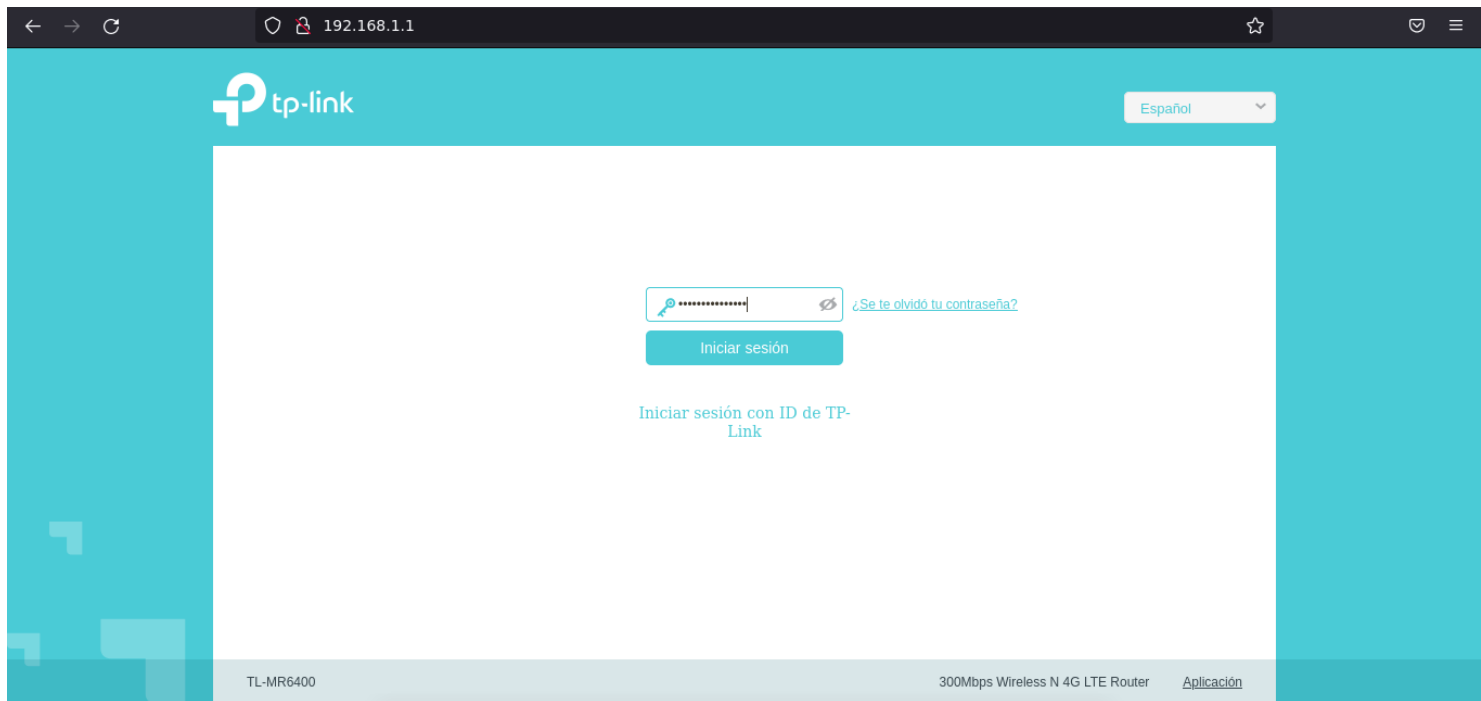 192.168.1.1
tp-link
Español
¿Se te olvidó tu contraseña?
Iniciar sesión
Iniciar sesión con ID de TP-
Link
TL-MR6400
300Mbps Wireless N 4G LTE Router
Aplicación